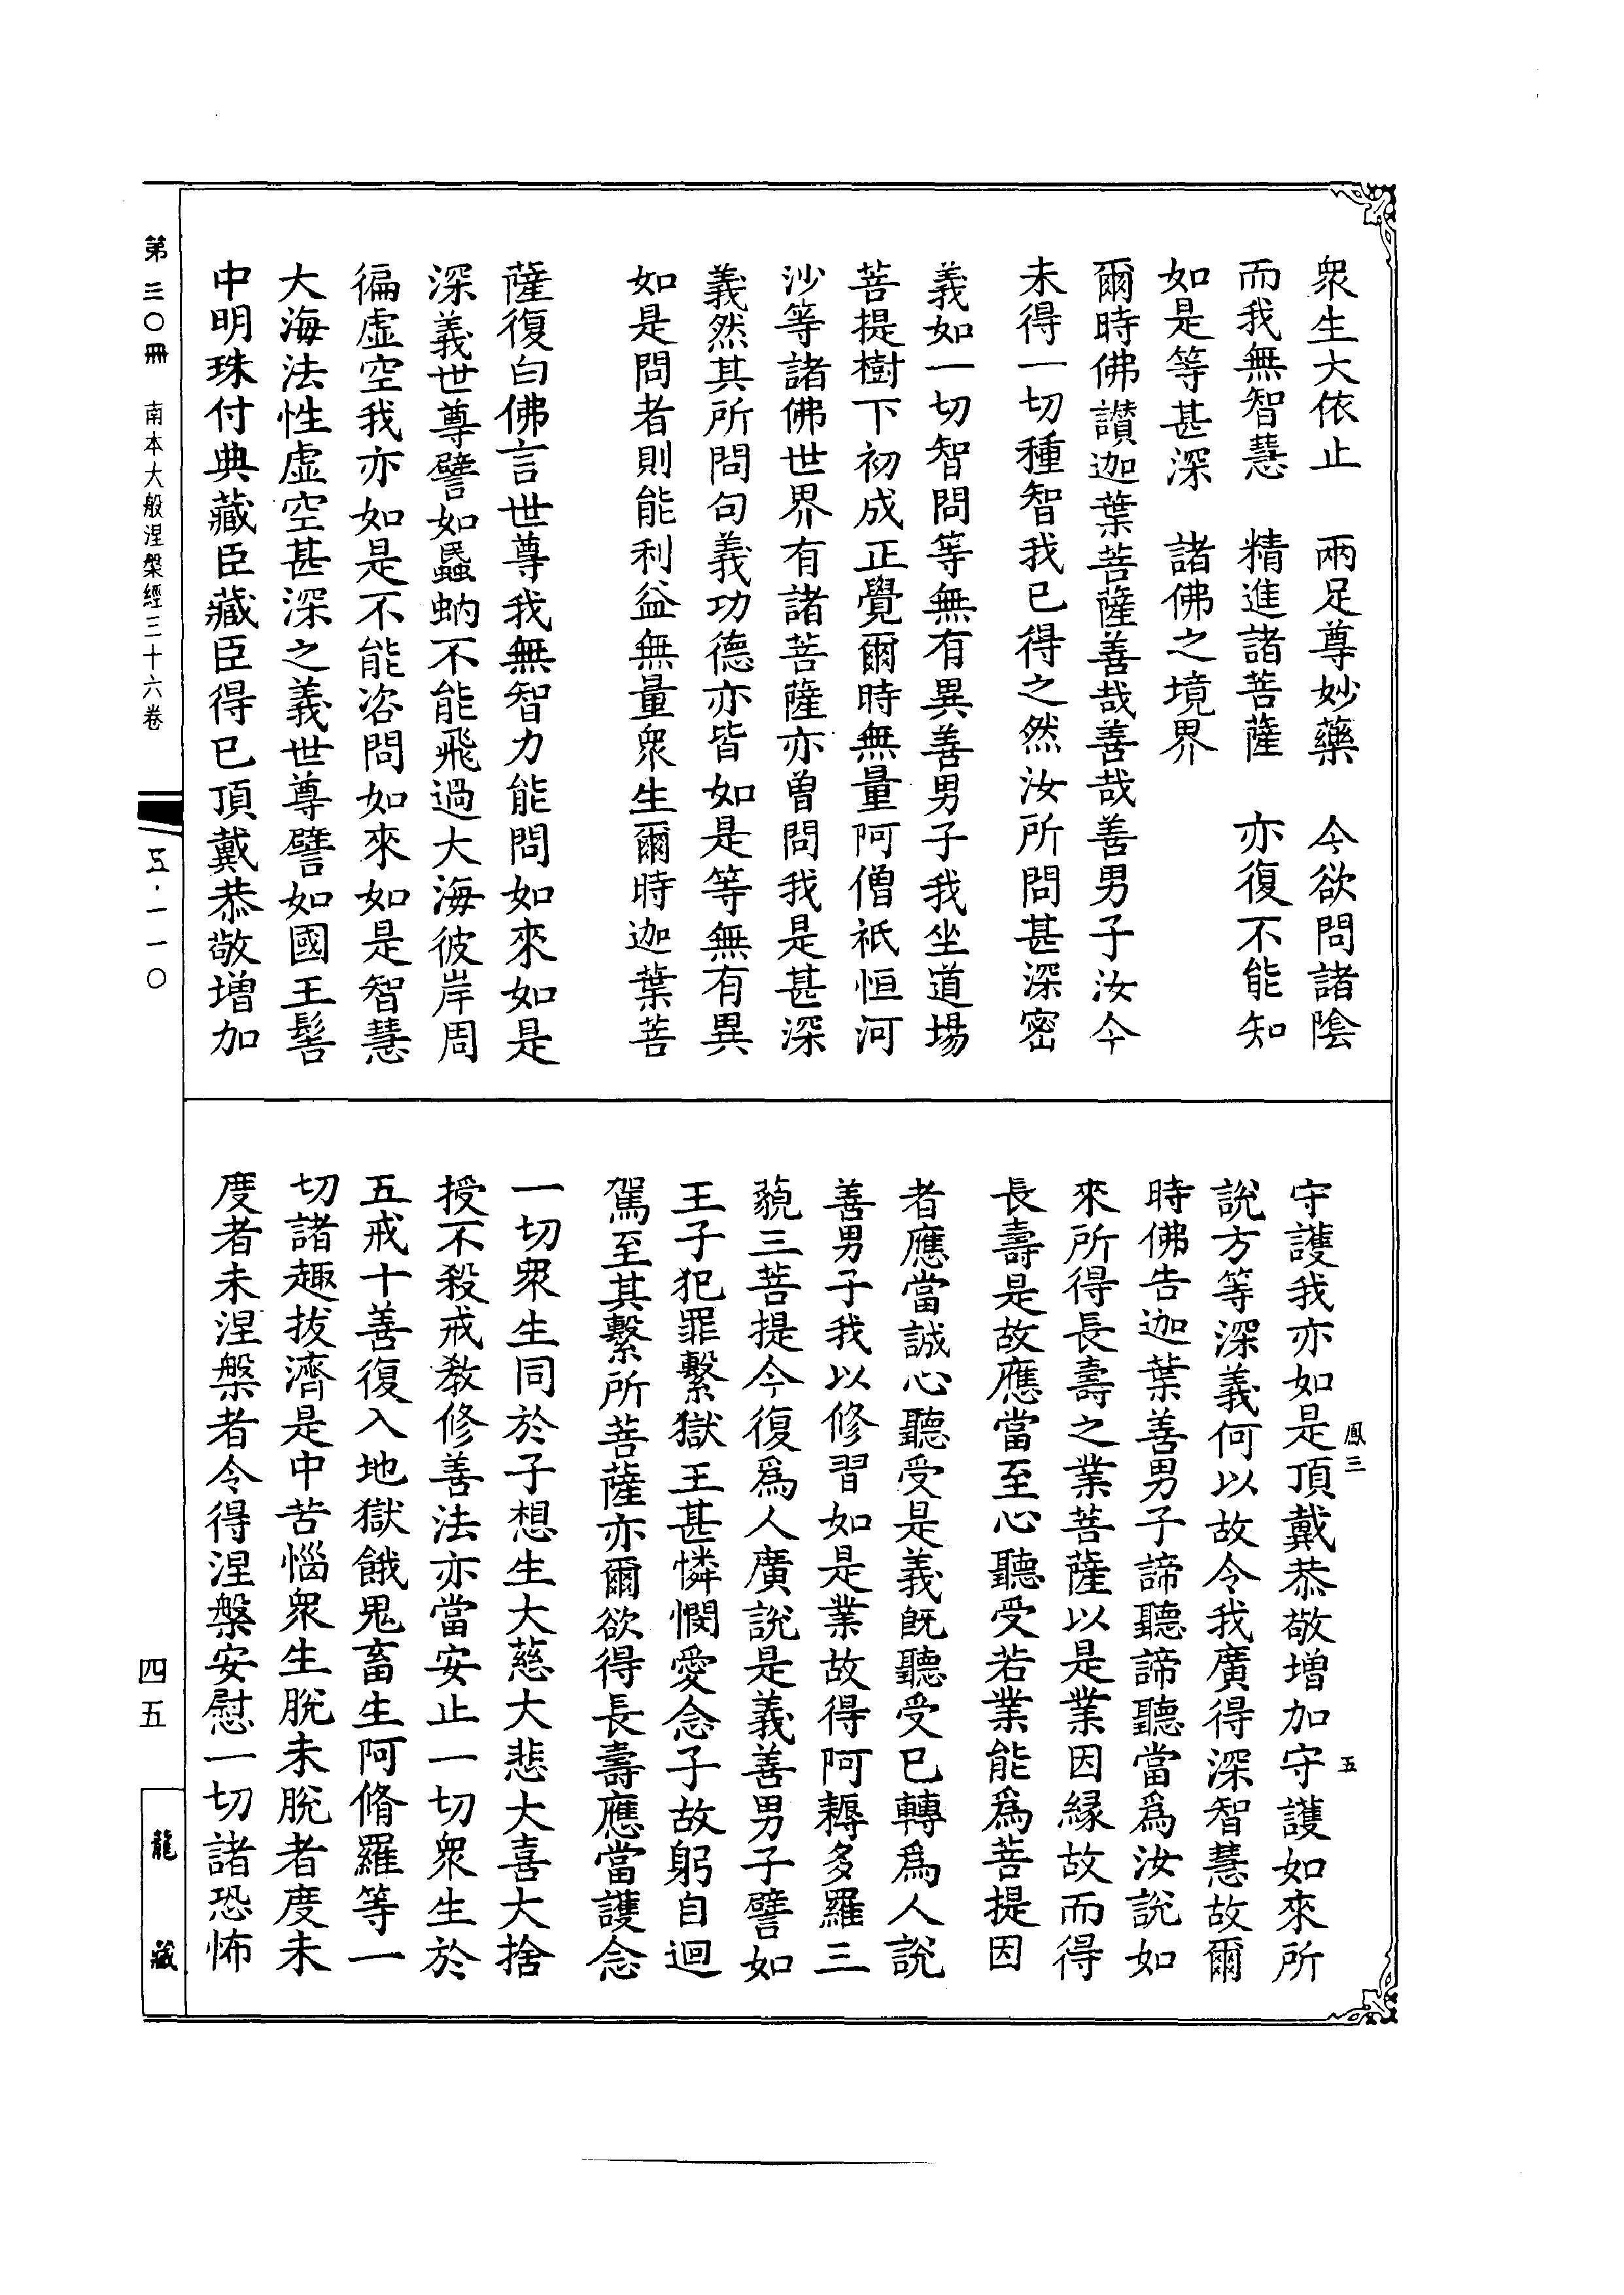 衆生大依止　兩足尊妙藥　今欲問諸陰
而我無智慧　精進諸菩薩　亦復不能知
如是等甚深　諸佛之境界
爾時佛讃迦葉菩薩善哉善哉善男子汝今
未得一切種智我已得之然汝所問甚深密
義如一切智問等無有異善男子我坐道場
菩提樹下初成正覺爾時無量阿僧祇恒河
沙等諸佛世界有諸菩薩亦曾問我是甚深
義然其所問句義功德亦皆如是等無有異
如是問者則能利益無量衆生爾時迦葉菩
薩復白佛言世尊我無智力能問如來如是
深義世尊譬如蟁蚋不能飛過大海彼岸周
徧虛空我亦如是不能咨問如來如是智慧
大海法性虛空甚深之義世尊譬如國王髻
中明珠付典藏臣藏臣得已頂戴恭敬增加
守護我亦如是頂戴恭敬增加守護如來所
說方等深義何以故令我廣得深智慧故爾
時佛告迦葉善男子諦聽諦聽當爲汝說如
來所得長壽之業菩薩以是業因緣故而得
長壽是故應當至心聽受若業能爲菩提因
者應當誠心聽受是義既聽受已轉爲人說
善男子我以修習如是業故得阿耨多羅三
藐三菩提今復爲人廣說是義善男子譬如
王子犯罪繫獄王甚憐憫愛念子故躬自迴
駕至其繫所菩薩亦爾欲得長壽應當護念
一切衆生同於子想生大慈大悲大喜大捨
授不殺戒教修善法亦當安止一切衆生於
五戒十善復入地獄餓鬼畜生阿脩羅等一
切諸趣拔濟是中苦惱衆生脫未脫者度未
度者未涅槃者令得涅槃安慰一切諸恐怖
鳳三
五
第三〇冊　南本大般涅槃經三十六卷
五·一一〇
四五
龍藏